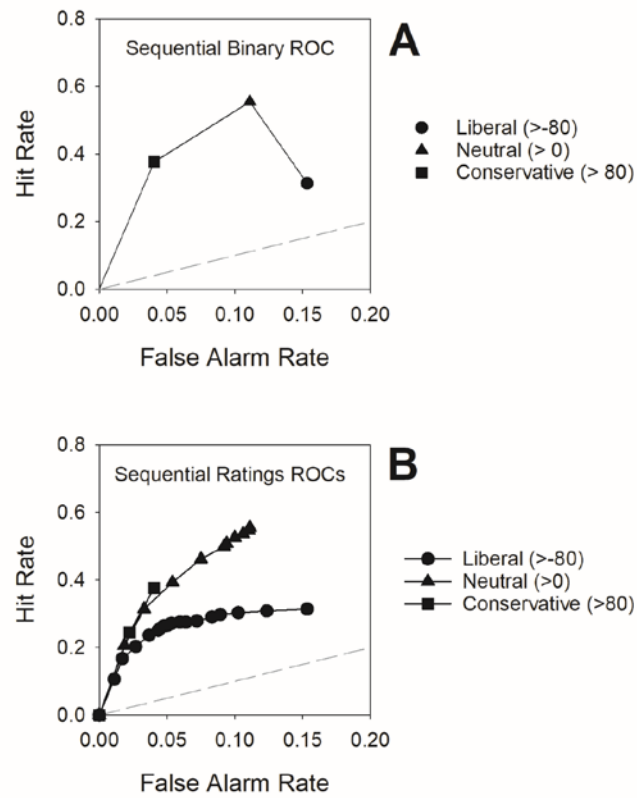 A
Sequential Binary ROC
0.8
0.6
0.4
0.2
0.0
Hit Rate
0.00 0.05 0.10 0.15 0.20
False Alarm Rate
Liberal (>-80)
Neutral (> 0)
Conservative (> 80)
B
Sequential Ratings ROCs
0.8
0.6
0.4
0.2
0.0
Hit Rate
0.00 0.05 0.10 0.15 0.20
False Alarm Rate
Liberal (>-80)
Neutral (>0)
Conservative (>80)